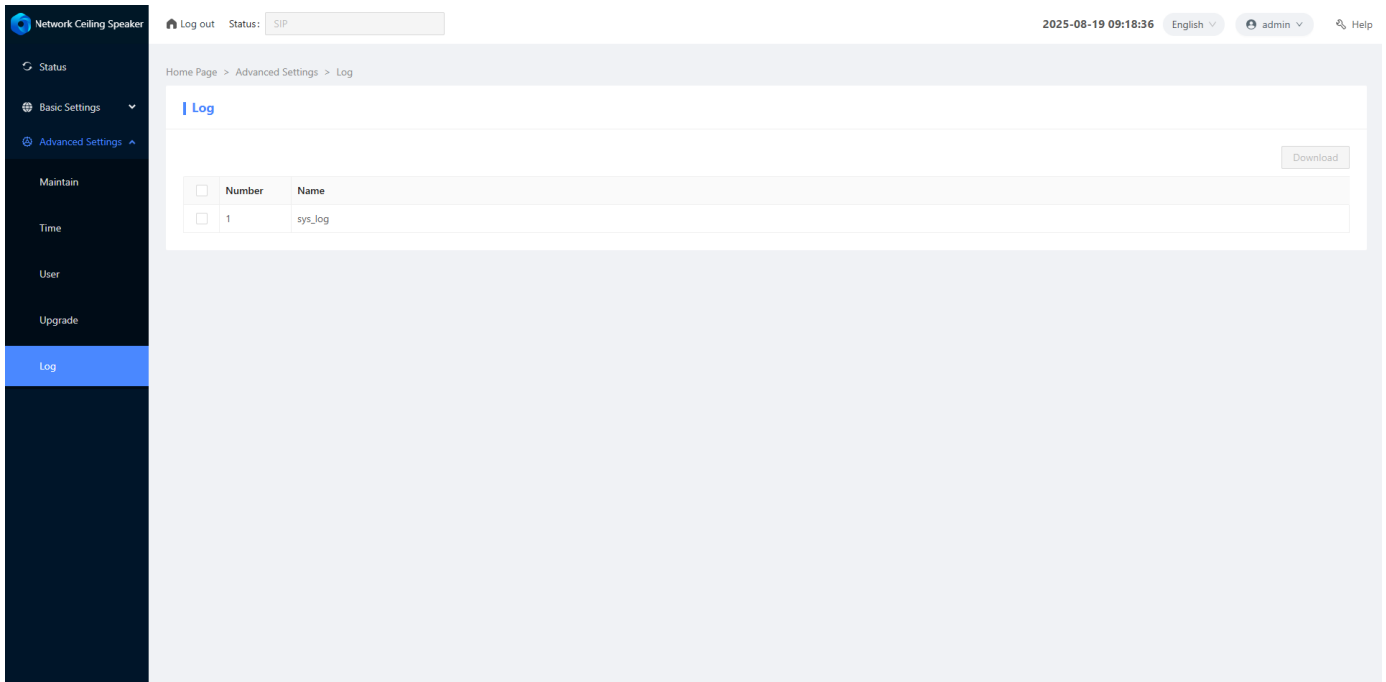 Network Ceiling Speaker
Log out Status: SIP 2025-08-19 09:18:36 English admin Help
Status
Basic Settings
Advanced Settings
Maintain
Time
User
Upgrade
Log
Home Page > Advanced Settings > Log
Log
Download
Number Name
1 sys_log